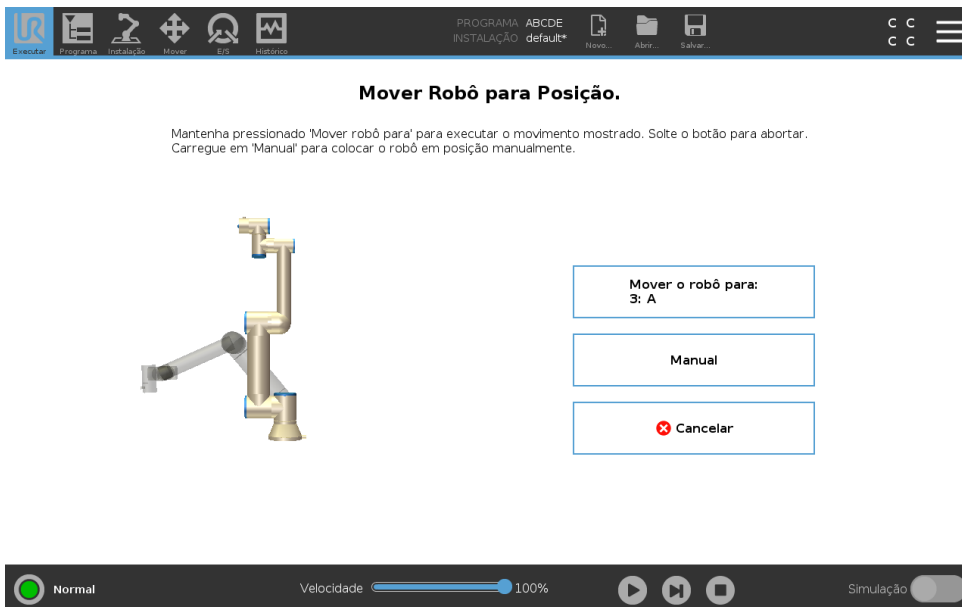 UR
Executar
Programa
Instalação
Mover
E/S
Histórico
PROGRAMA ABCDE
INSTALAÇÃO default*
Novo...
Abrir...
Salvar...
C C
C C
Mover Robô para Posição.
Mantenha pressionado 'Mover robô para' para executar o movimento mostrado. Solte o botão para abortar.
Carregue em 'Manual' para colocar o robô em posição manualmente.
Mover o robô para:
3: A
Manual
Cancelar
Normal
Velocidade
100%
Simulação